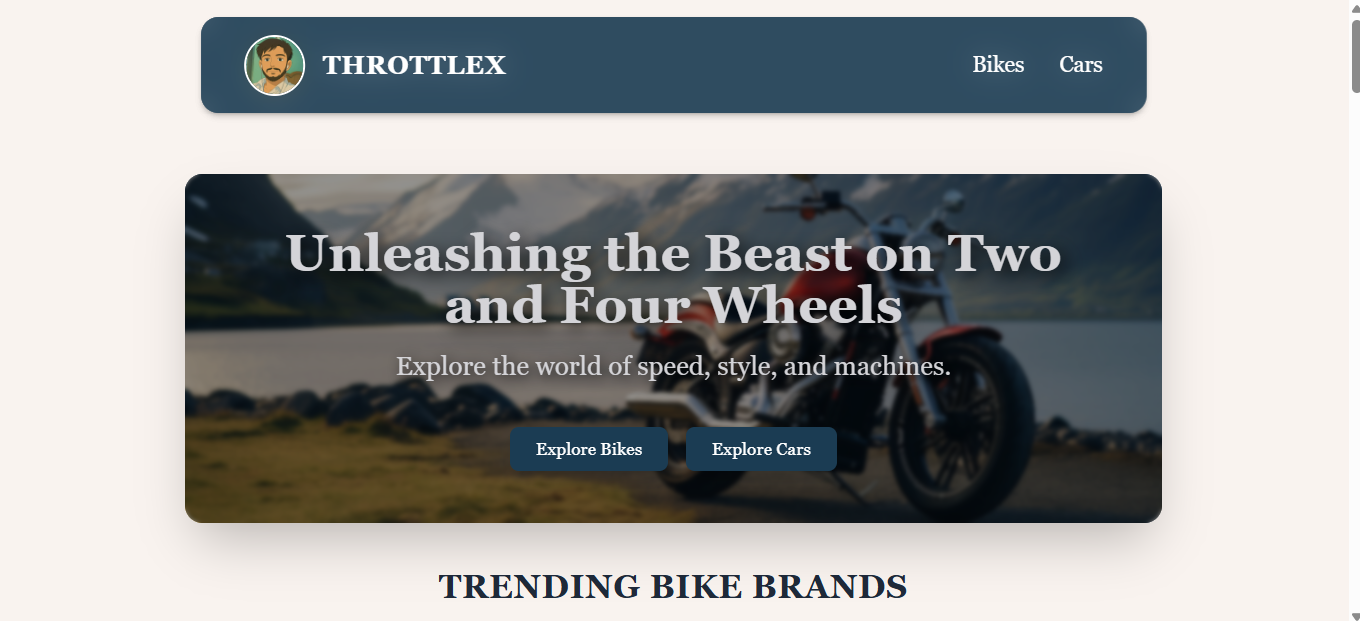 THROTTLEX
Bikes
Cars
Unleashing the Beast on Two
and Four Wheels
Explore the world of speed, style, and machines.
Explore Bikes
Explore Cars
TRENDING BIKE BRANDS